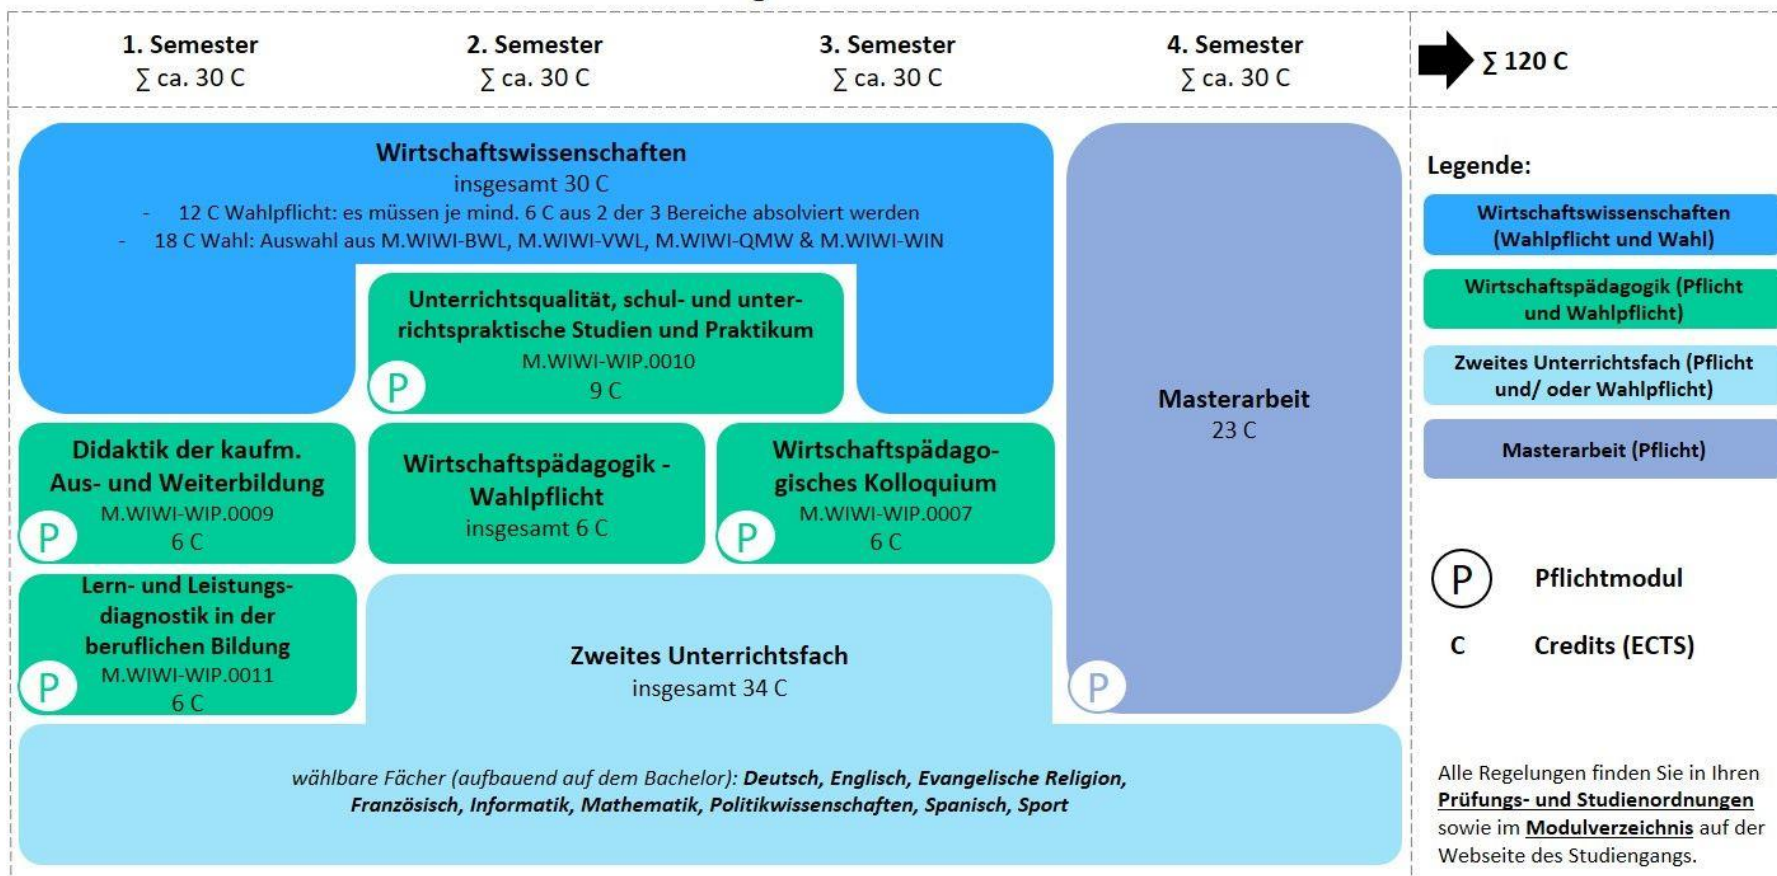 1. Semester
∑ ca. 30 C
2. Semester
∑ ca. 30 C
3. Semester
∑ ca. 30 C
4. Semester
∑ ca. 30 C
∑ 120 C
Wirtschaftswissenschaften
insgesamt 30 C
- 12 C Wahlpflicht: es müssen je mind. 6 C aus 2 der 3 Bereiche absolviert werden
- 18 C Wahl: Auswahl aus M.WIWI-BWL, M.WIWI-VWL, M.WIWI-QMW & M.WIWI-WIN
Unterrichtsqualität, schul- und unter-
richtspraktische Studien und Praktikum
M.WIWI-WIP.0010
9 C
P
Didaktik der kaufm.
Aus- und Weiterbildung
M.WIWI-WIP.0009
6 C
P
Wirtschaftspädagogik -
Wahlpflicht
insgesamt 6 C
Wirtschaftspädago-
gisches Kolloquium
M.WIWI-WIP.0007
6 C
P
Lern- und Leistungs-
diagnostik in der
beruflichen Bildung
M.WIWI-WIP.0011
6 C
P
Zweites Unterrichtsfach
insgesamt 34 C
wählbare Fächer (aufbauend auf dem Bachelor): Deutsch, Englisch, Evangelische Religion,
Französisch, Informatik, Mathematik, Politikwissenschaften, Spanisch, Sport
Masterarbeit
23 C
P
Legende:
Wirtschaftswissenschaften
(Wahlpflicht und Wahl)
Wirtschaftspädagogik (Pflicht
und Wahlpflicht)
Zweites Unterrichtsfach (Pflicht
und/ oder Wahlpflicht)
Masterarbeit (Pflicht)
P Pflichtmodul
C Credits (ECTS)
Alle Regelungen finden Sie in Ihren
Prüfungs- und Studienordnungen
sowie im Modulverzeichnis auf der
Webseite des Studiengangs.